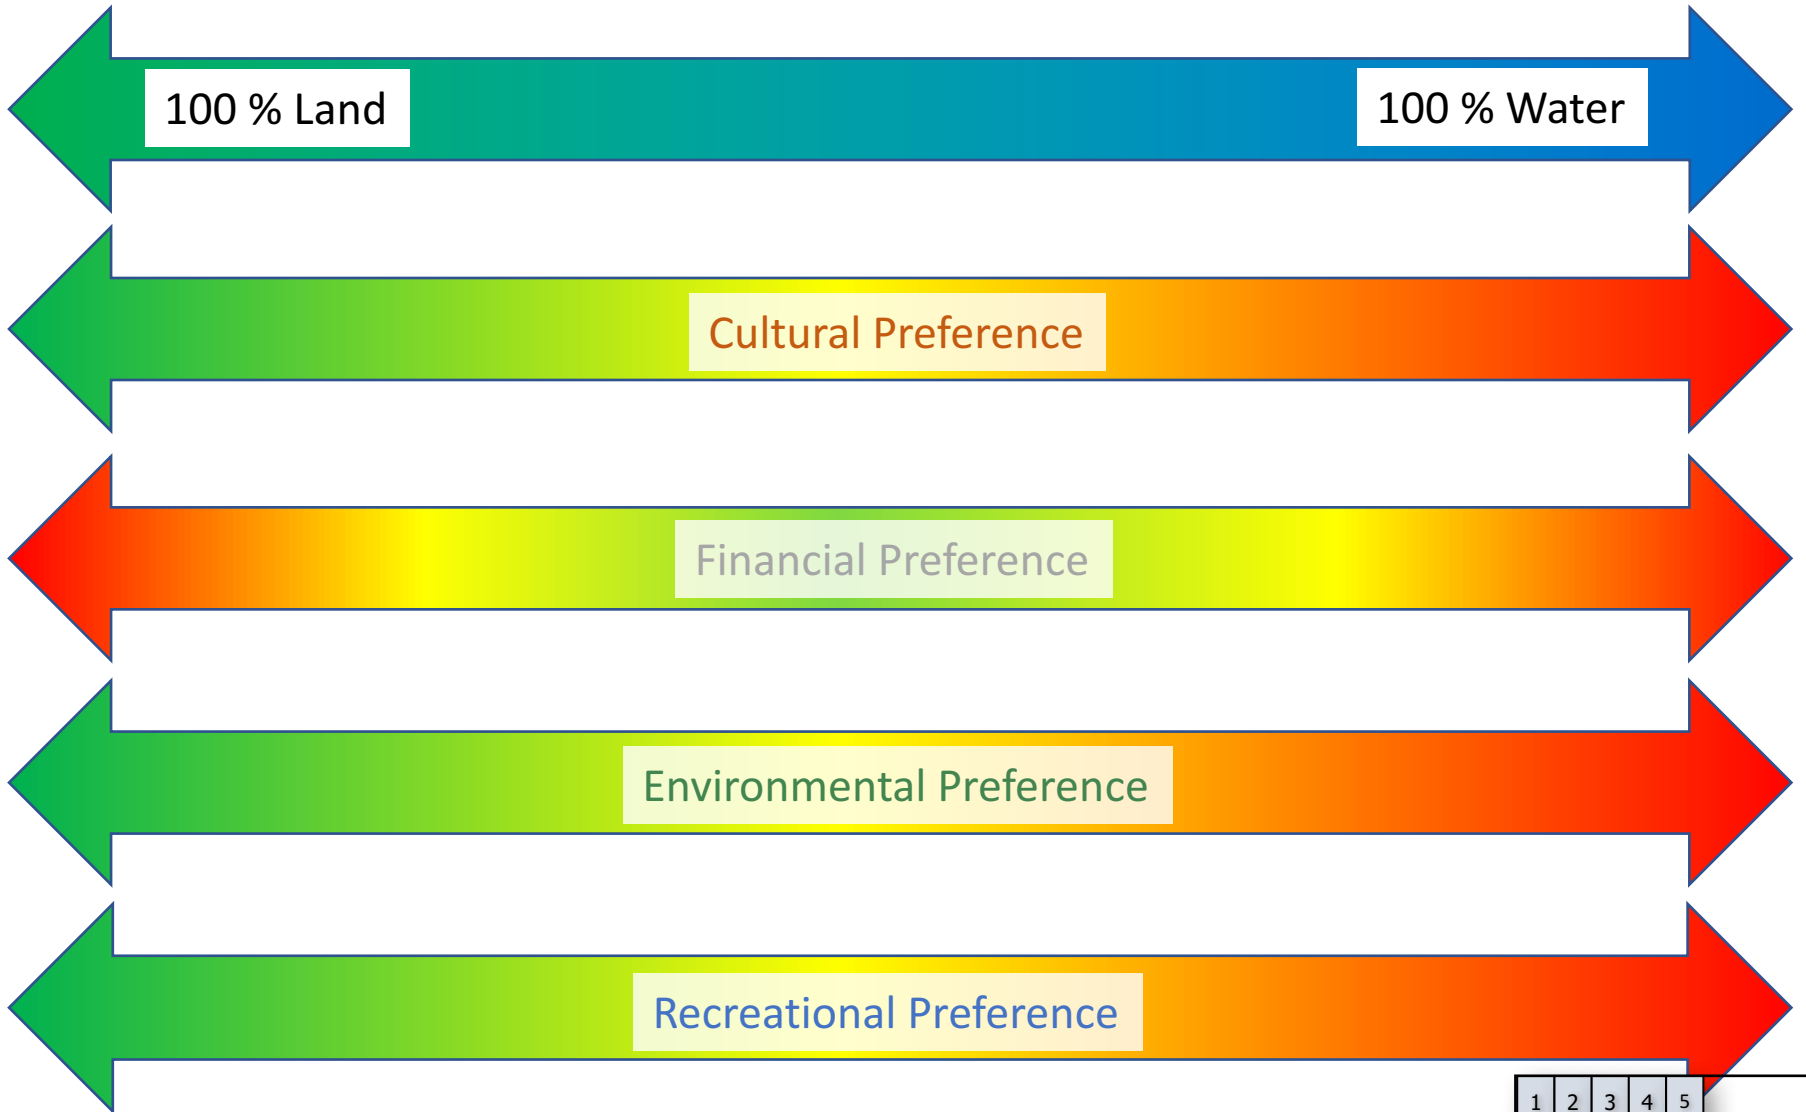 100 % Land
100 % Water
Cultural Preference
Financial Preference
Environmental Preference
Recreational Preference
1 2 3 4 5